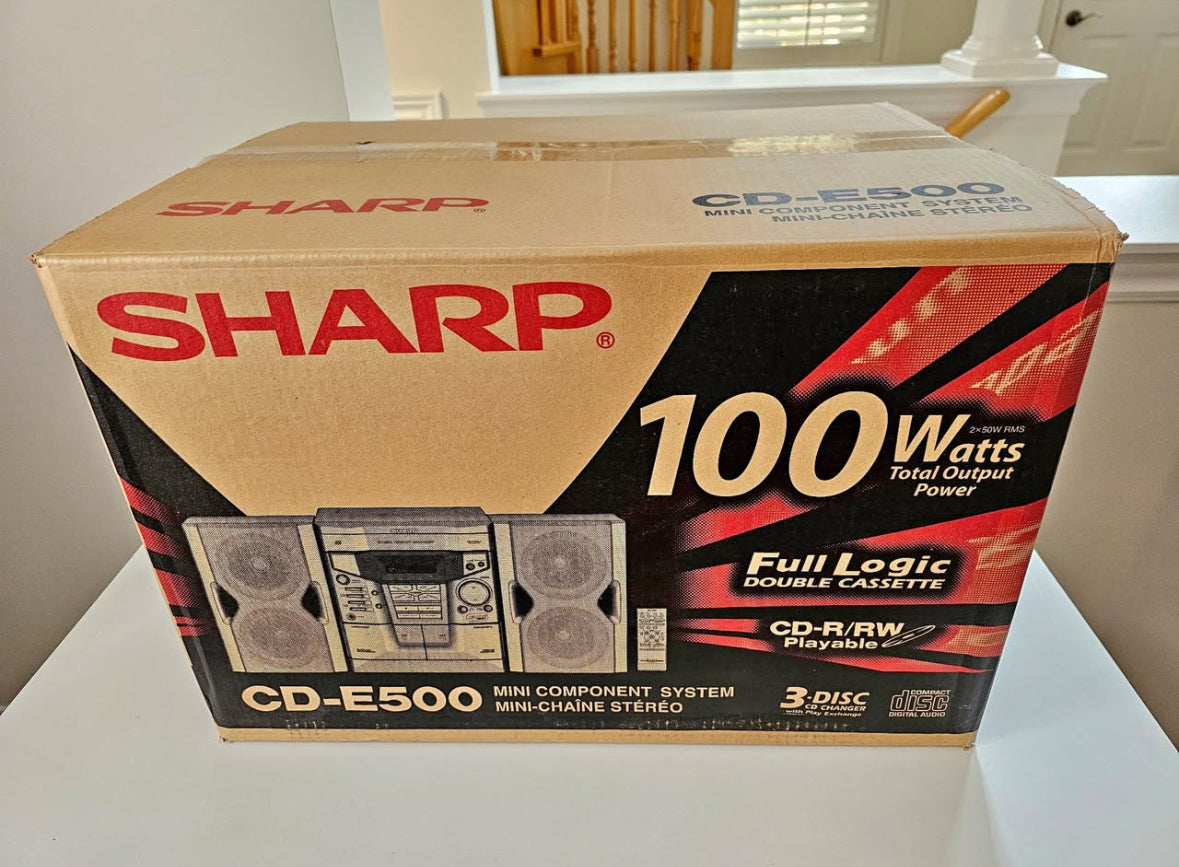 SHARP®
CD-E500
MINI COMPONENT SYSTEM
MINI-CHAÎNE STÉRÉO
SHARP®
100 Watts
2×50W RMS
Total Output
Power
Full Logic
DOUBLE CASSETTE
CD-R/RW
Playable
SHARP
CD-E500
MINI COMPONENT SYSTEM
MINI-CHAÎNE STÉRÉO
3-DISC
CD CHANGER
with Play Exchange
COMPACT
disc
DIGITAL AUDIO